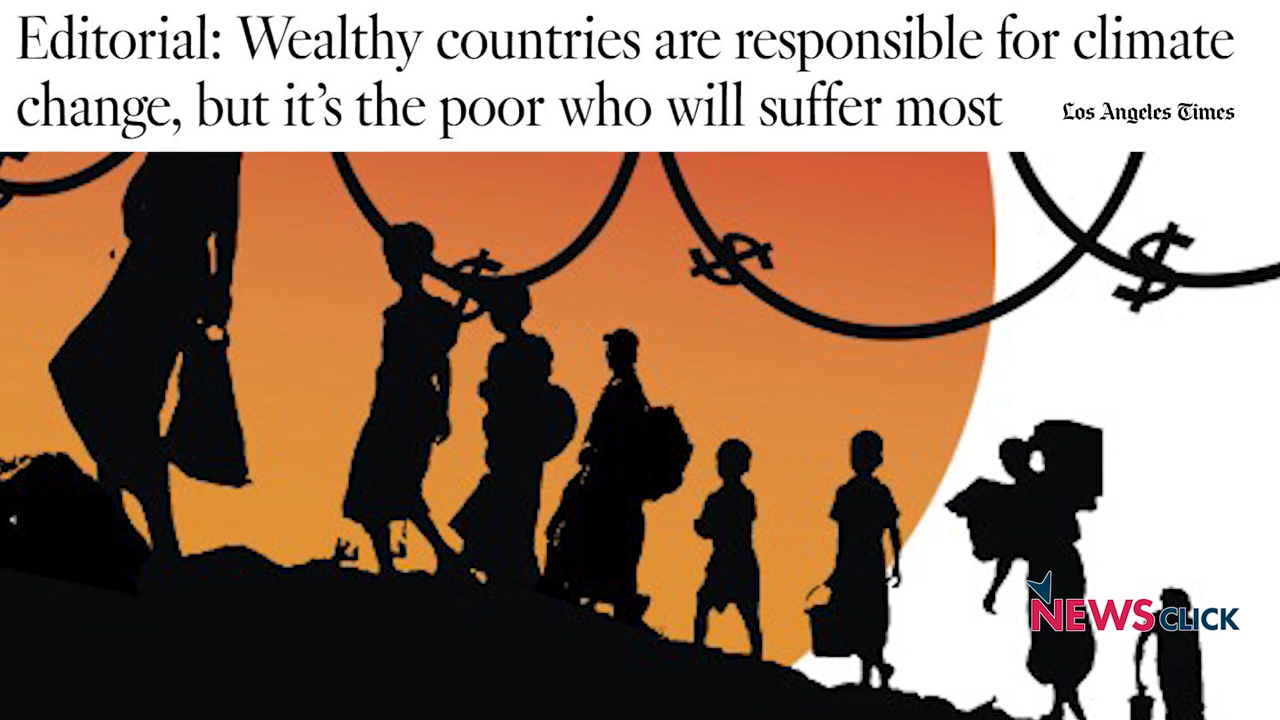 Editorial: Wealthy countries are responsible for climate
change, but it’s the poor who will suffer most
Los Angeles Times
$ $ $
NEWSCLICK